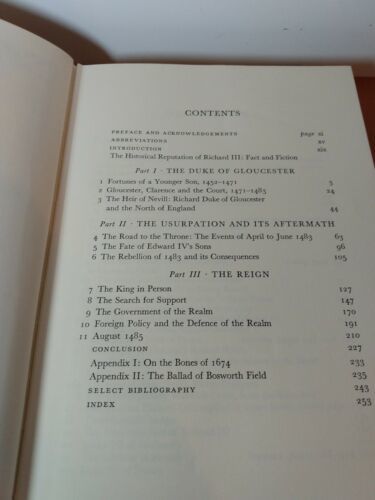 CONTENTS
PREFACE AND ACKNOWLEDGEMENTS page xi
ABBREVIATIONS xv
INTRODUCTION xix
The Historical Reputation of Richard III: Fact and Fiction
Part I · THE DUKE OF GLOUCESTER
1 Fortunes of a Younger Son, 1452–1471 3
2 Gloucester, Clarence and the Court, 1471–1483 24
3 The Heir of Nevill: Richard Duke of Gloucester
and the North of England 44
Part II · THE USURPATION AND ITS AFTERMATH
4 The Road to the Throne: The Events of April to June 1483 63
5 The Fate of Edward IV's Sons 96
6 The Rebellion of 1483 and its Consequences 105
Part III · THE REIGN
7 The King in Person 127
8 The Search for Support 147
9 The Government of the Realm 170
10 Foreign Policy and the Defence of the Realm 191
11 August 1485 210
CONCLUSION 227
Appendix I: On the Bones of 1674 233
Appendix II: The Ballad of Bosworth Field 235
SELECT BIBLIOGRAPHY 243
INDEX 253